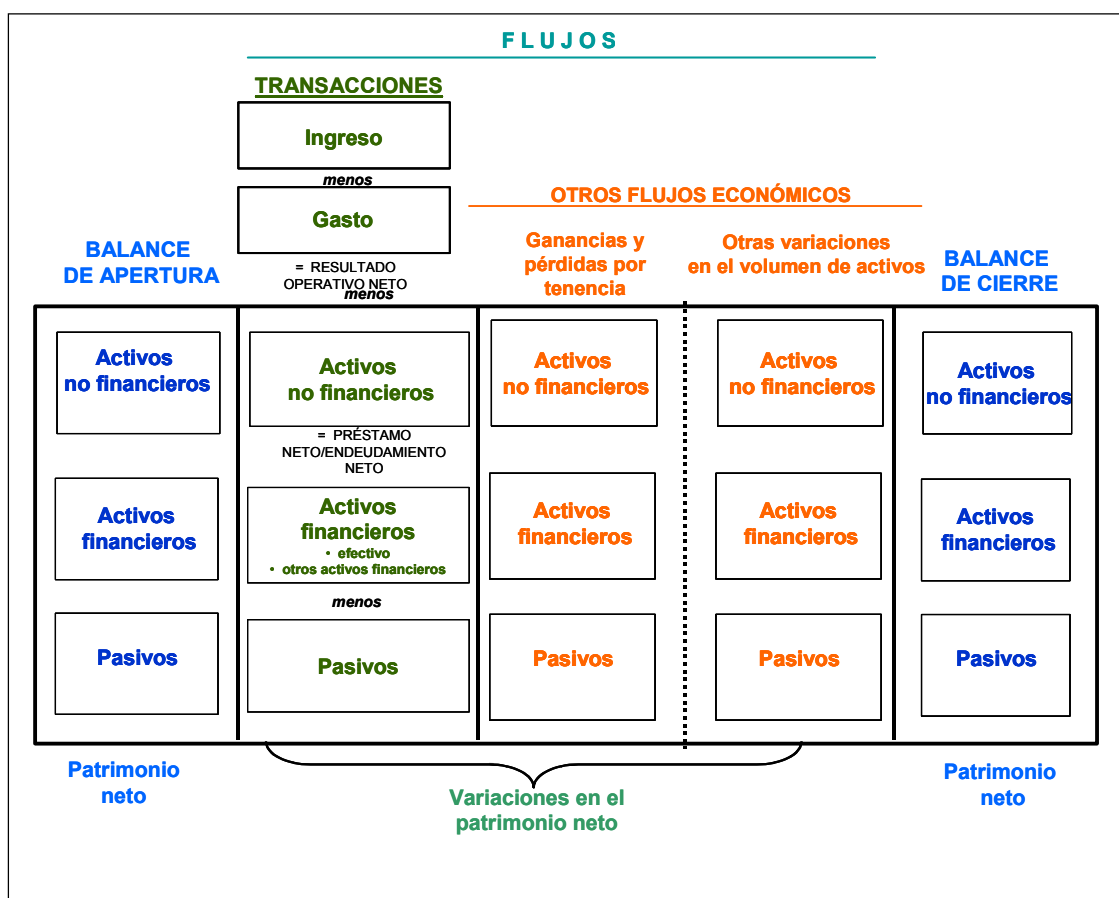 F L U J O S
TRANSACCIONES
Ingreso
menos
Gasto
= RESULTADO
OPERATIVO NETO
menos
OTROS FLUJOS ECONÓMICOS
Ganancias y
pérdidas por
tenencia
Otras variaciones
en el volumen de activos
BALANCE
DE APERTURA
BALANCE
DE CIERRE
Activos
no financieros
Activos
no financieros
Activos
no financieros
Activos
no financieros
Activos
no financieros
= PRÉSTAMO
NETO/ENDEUDAMIENTO
NETO
Activos
financieros
Activos
financieros
• efectivo
• otros activos financieros
Activos
financieros
Activos
financieros
Activos
financieros
menos
Pasivos
Pasivos
Pasivos
Pasivos
Pasivos
Patrimonio
neto
Variaciones en el
patrimonio neto
Patrimonio
neto